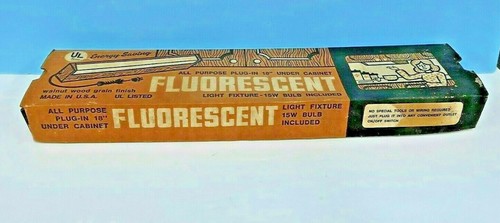 UL Energy Saving
ALL PURPOSE PLUG-IN 18" UNDER CABINET
FLUORESCENT
walnut wood grain finish
MADE IN U.S.A. UL LISTED
LIGHT FIXTURE - 15W BULB INCLUDED
ALL PURPOSE
PLUG-IN 18"
UNDER CABINET
FLUORESCENT
LIGHT FIXTURE
15W BULB
INCLUDED
NO SPECIAL TOOLS OR WIRING REQUIRED
JUST PLUG IT INTO ANY CONVENIENT OUTLET
ON/OFF SWITCH